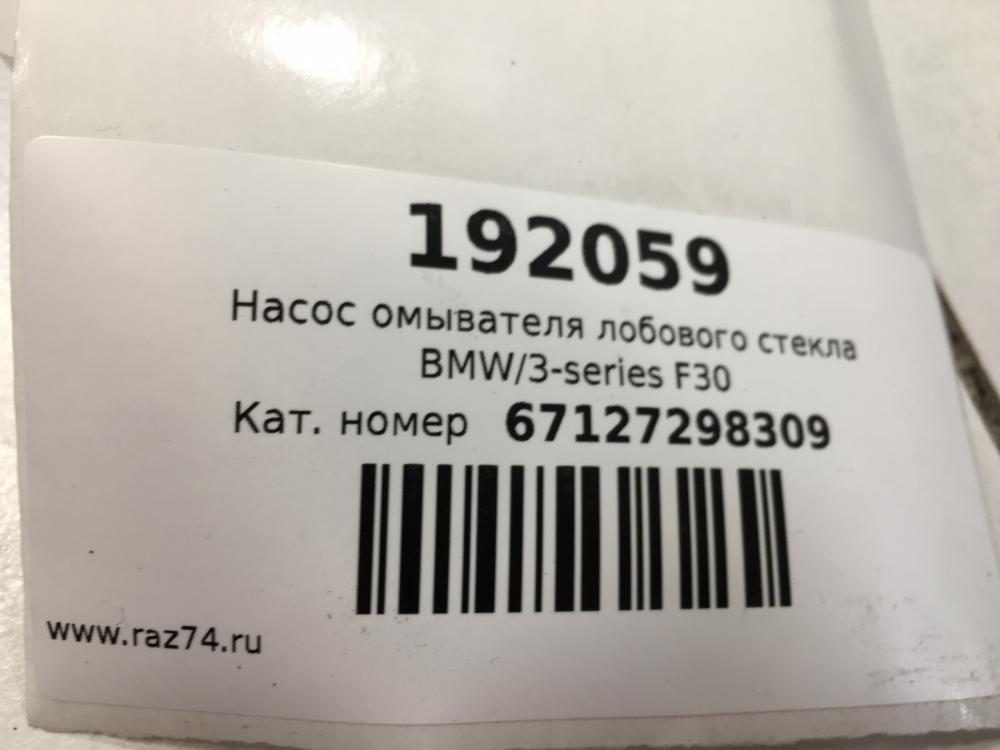 192059
Насос омывателя лобового стекла
BMW/3-series F30
Кат. номер 67127298309
www.raz74.ru